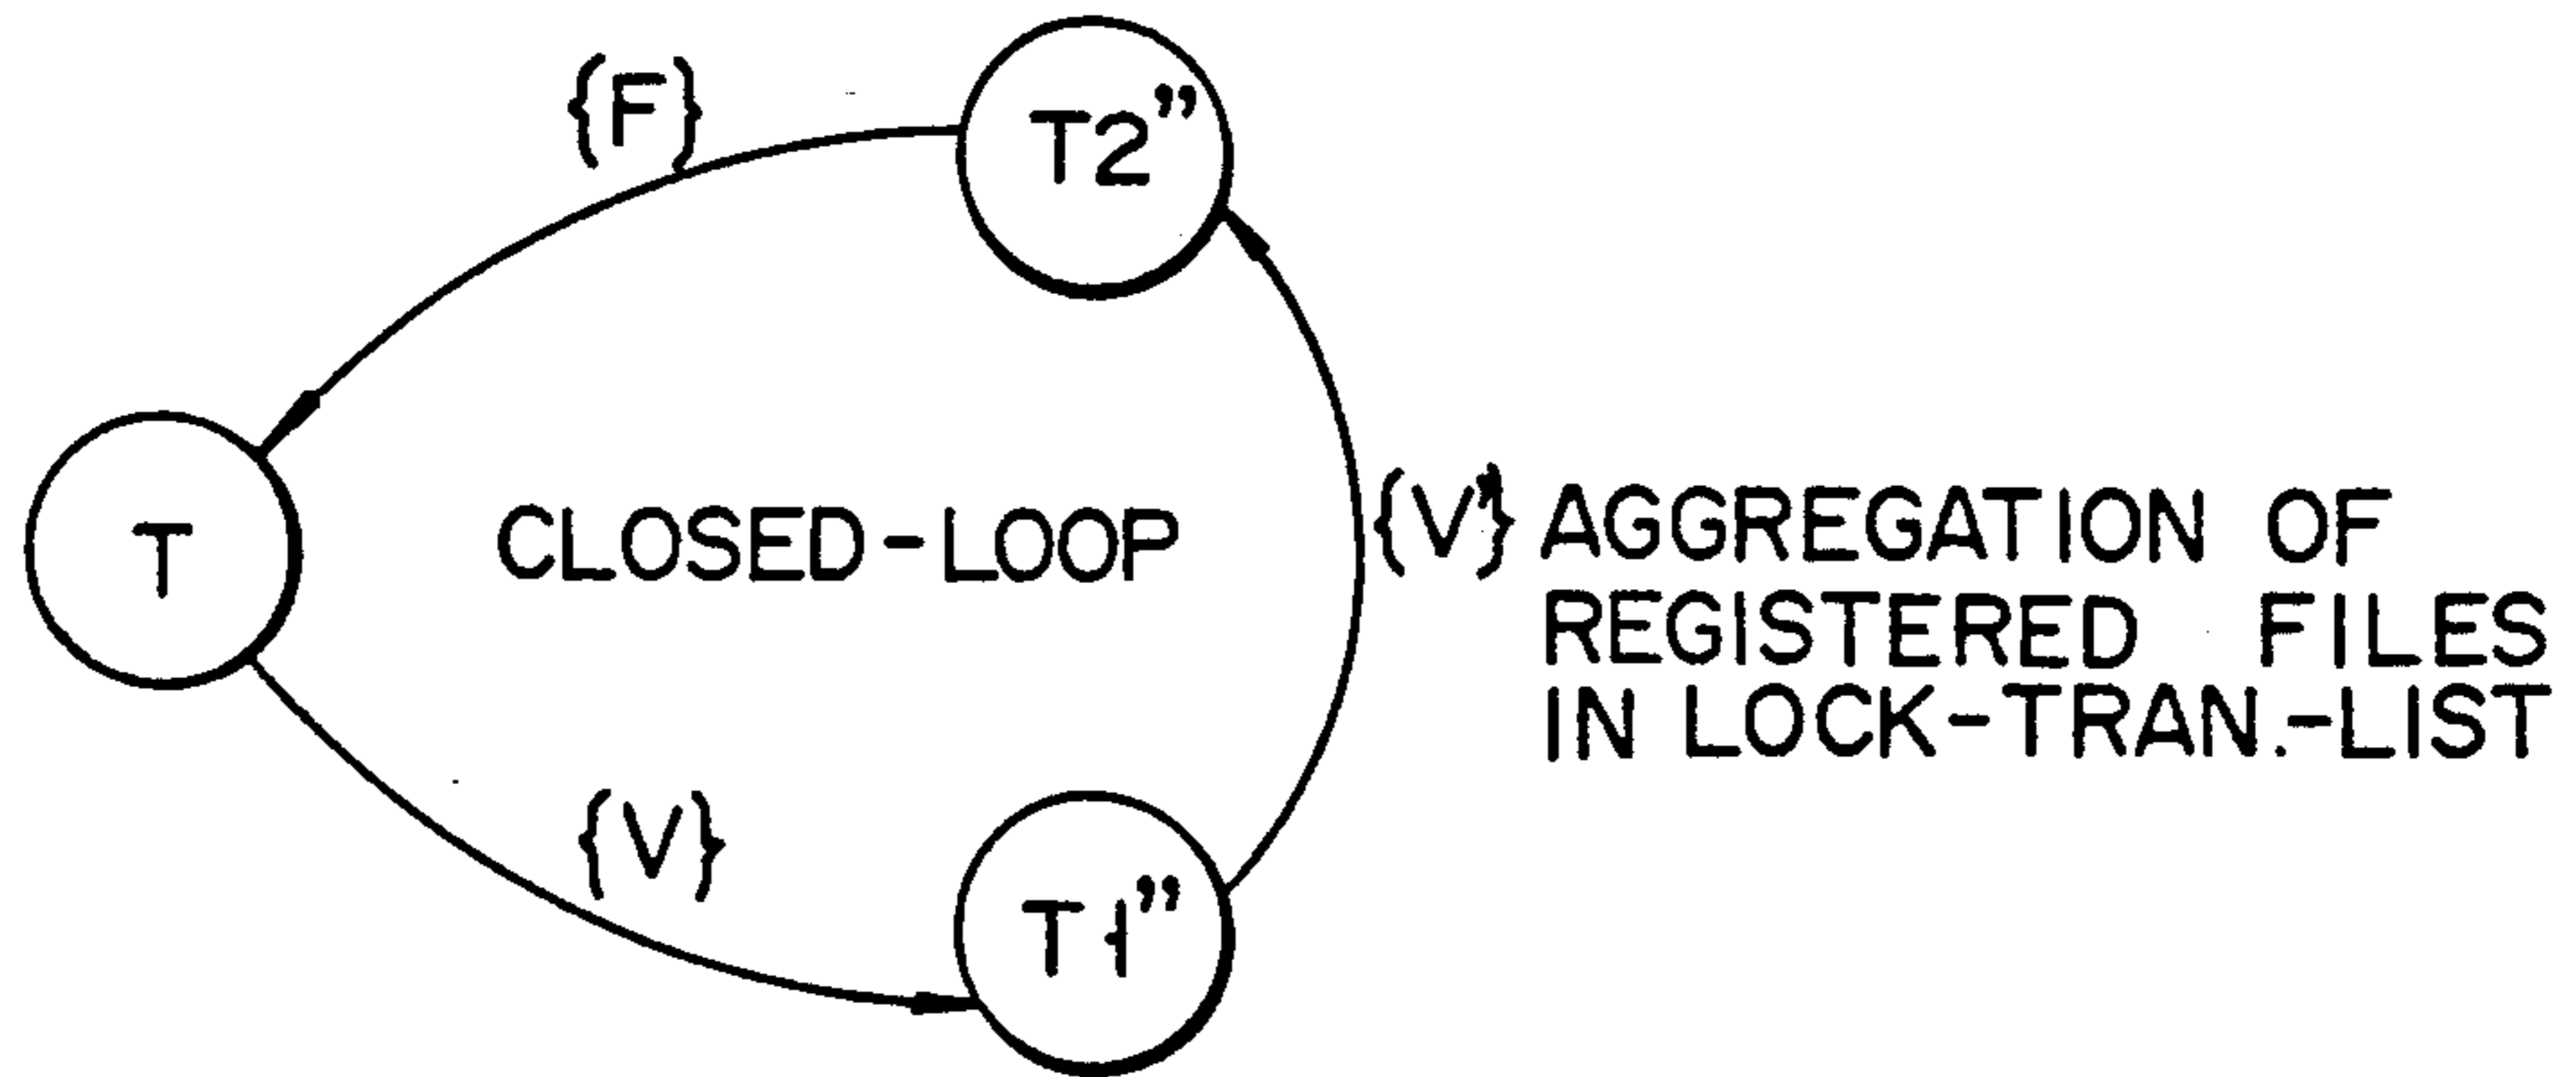 {F}
T2”
T
CLOSED-LOOP
{V'} AGGREGATION OF
REGISTERED FILES
IN LOCK-TRAN.-LIST
{V}
T1”